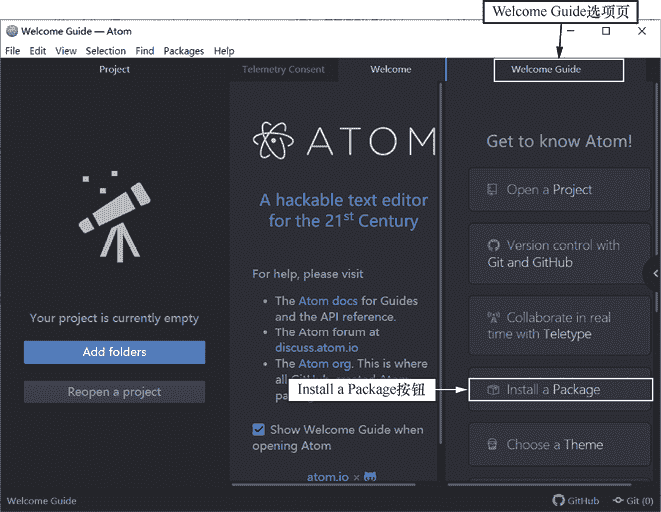 Welcome Guide选项页
Welcome Guide — Atom
File Edit View Selection Find Packages Help
Project
Telemetry Consent
Welcome
Welcome Guide
Your project is currently empty
Add folders
Reopen a project
ATOM
A hackable text editor
for the 21st Century
For help, please visit
The Atom docs for Guides
and the API reference.
The Atom forum at
discuss.atom.io
The Atom org. This is where
all
Show Welcome Guide when
opening Atom
atom.io ×
Get to know Atom!
Open a Project
Version control with
Git and GitHub
Collaborate in real
time with Teletype
Install a Package按钮
Install a Package
Choose a Theme
Welcome Guide
GitHub
Git (0)